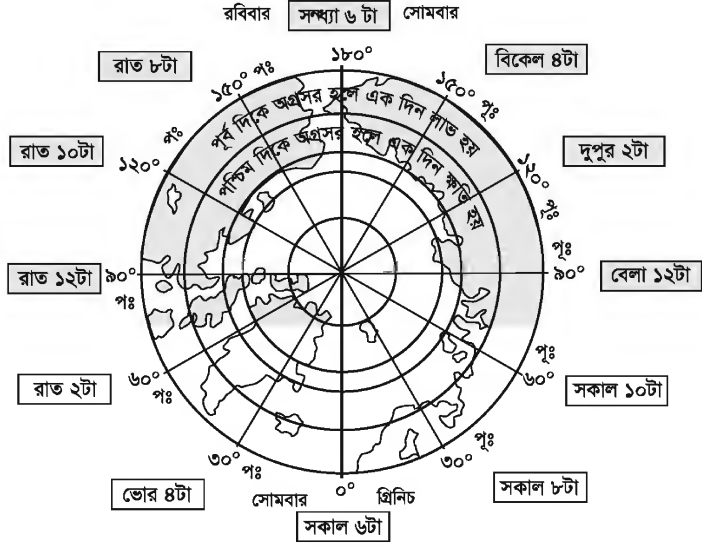 রবিবার সন্ধ্যা ৬ টা সোমবার
১৮০°
রাত ৮টা ১৫০° পঃ ১৫০° পূঃ বিকেল ৪টা
পূর্ব দিকে অগ্রসর হলে এক দিন লাভ হয়
পশ্চিম দিকে অগ্রসর হলে এক দিন ক্ষতি হয়
রাত ১০টা ১২০° পঃ ১২০° পূঃ দুপুর ২টা
রাত ১২টা ৯০° পঃ ৯০° পূঃ বেলা ১২টা
রাত ২টা ৬০° পঃ ৬০° পূঃ সকাল ১০টা
ভোর ৪টা ৩০° পঃ ৩০° পূঃ সকাল ৮টা
সোমবার ০° গ্রিনিচ
সকাল ৬টা